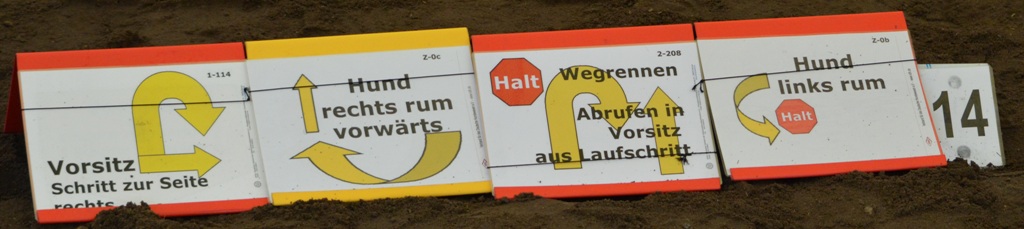 1-114
Vorsitz
Schritt zur Seite
rechts
Z-0c
Hund
rechts rum
vorwärts
2-208
Halt
Wegrennen
Abrufen in
Vorsitz
aus Laufschritt
Z-0b
Hund
links rum
Halt
14